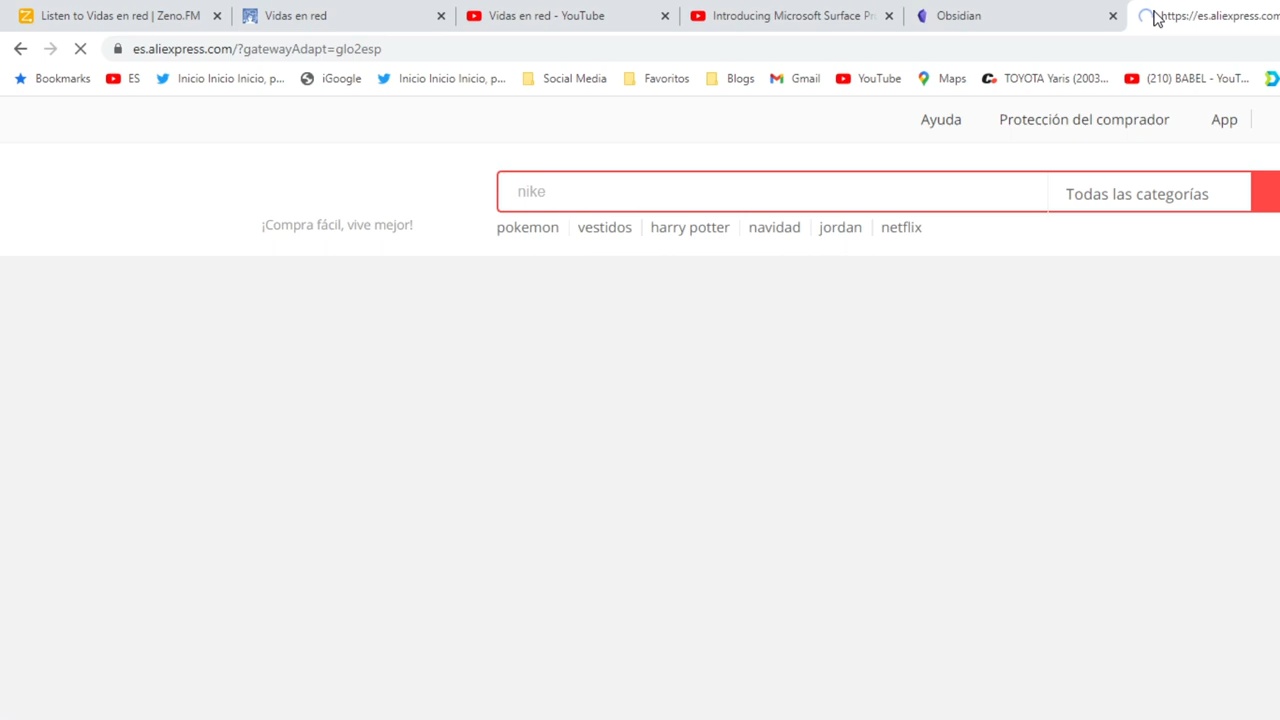 Listen to Vidas en red | Zeno.FM
Vidas en red
Vidas en red - YouTube
Introducing Microsoft Surface Pr
Obsidian
https://es.aliexpress.com
es.aliexpress.com/?gatewayAdapt=glo2esp
Bookmarks
ES
Inicio Inicio Inicio, p...
iGoogle
Inicio Inicio Inicio, p...
Social Media
Favoritos
Blogs
Gmail
YouTube
Maps
TOYOTA Yaris (2003...
(210) BABEL - YouT...
Ayuda
Protección del comprador
App
nike
Todas las categorías
¡Compra fácil, vive mejor!
pokemon
vestidos
harry potter
navidad
jordan
netflix